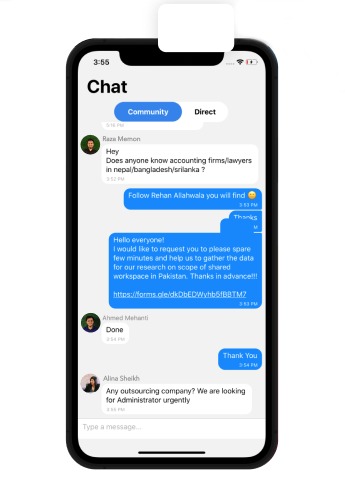 3:55
Chat
Community
Direct
3:15 PM
Raza Memon
Hey
Does anyone know accounting firms/lawyers
in nepal/bangladesh/srilanka ?
3:53 PM
Follow Rehan Allahwala you will find 😊
3:53 PM
Thanks
M
Hello everyone!
I would like to request you to please spare
few minutes and help us to gather the data
for our research on scope of shared
workspace in Pakistan. Thanks in advance!!!
https://forms.gle/dkDbEDWyhb5fBBTM7
3:53 PM
Ahmed Mehanti
Done
3:54 PM
Thank You
3:54 PM
Alina Sheikh
Any outsourcing company? We are looking
for Administrator urgently
3:55 PM
Type a message...